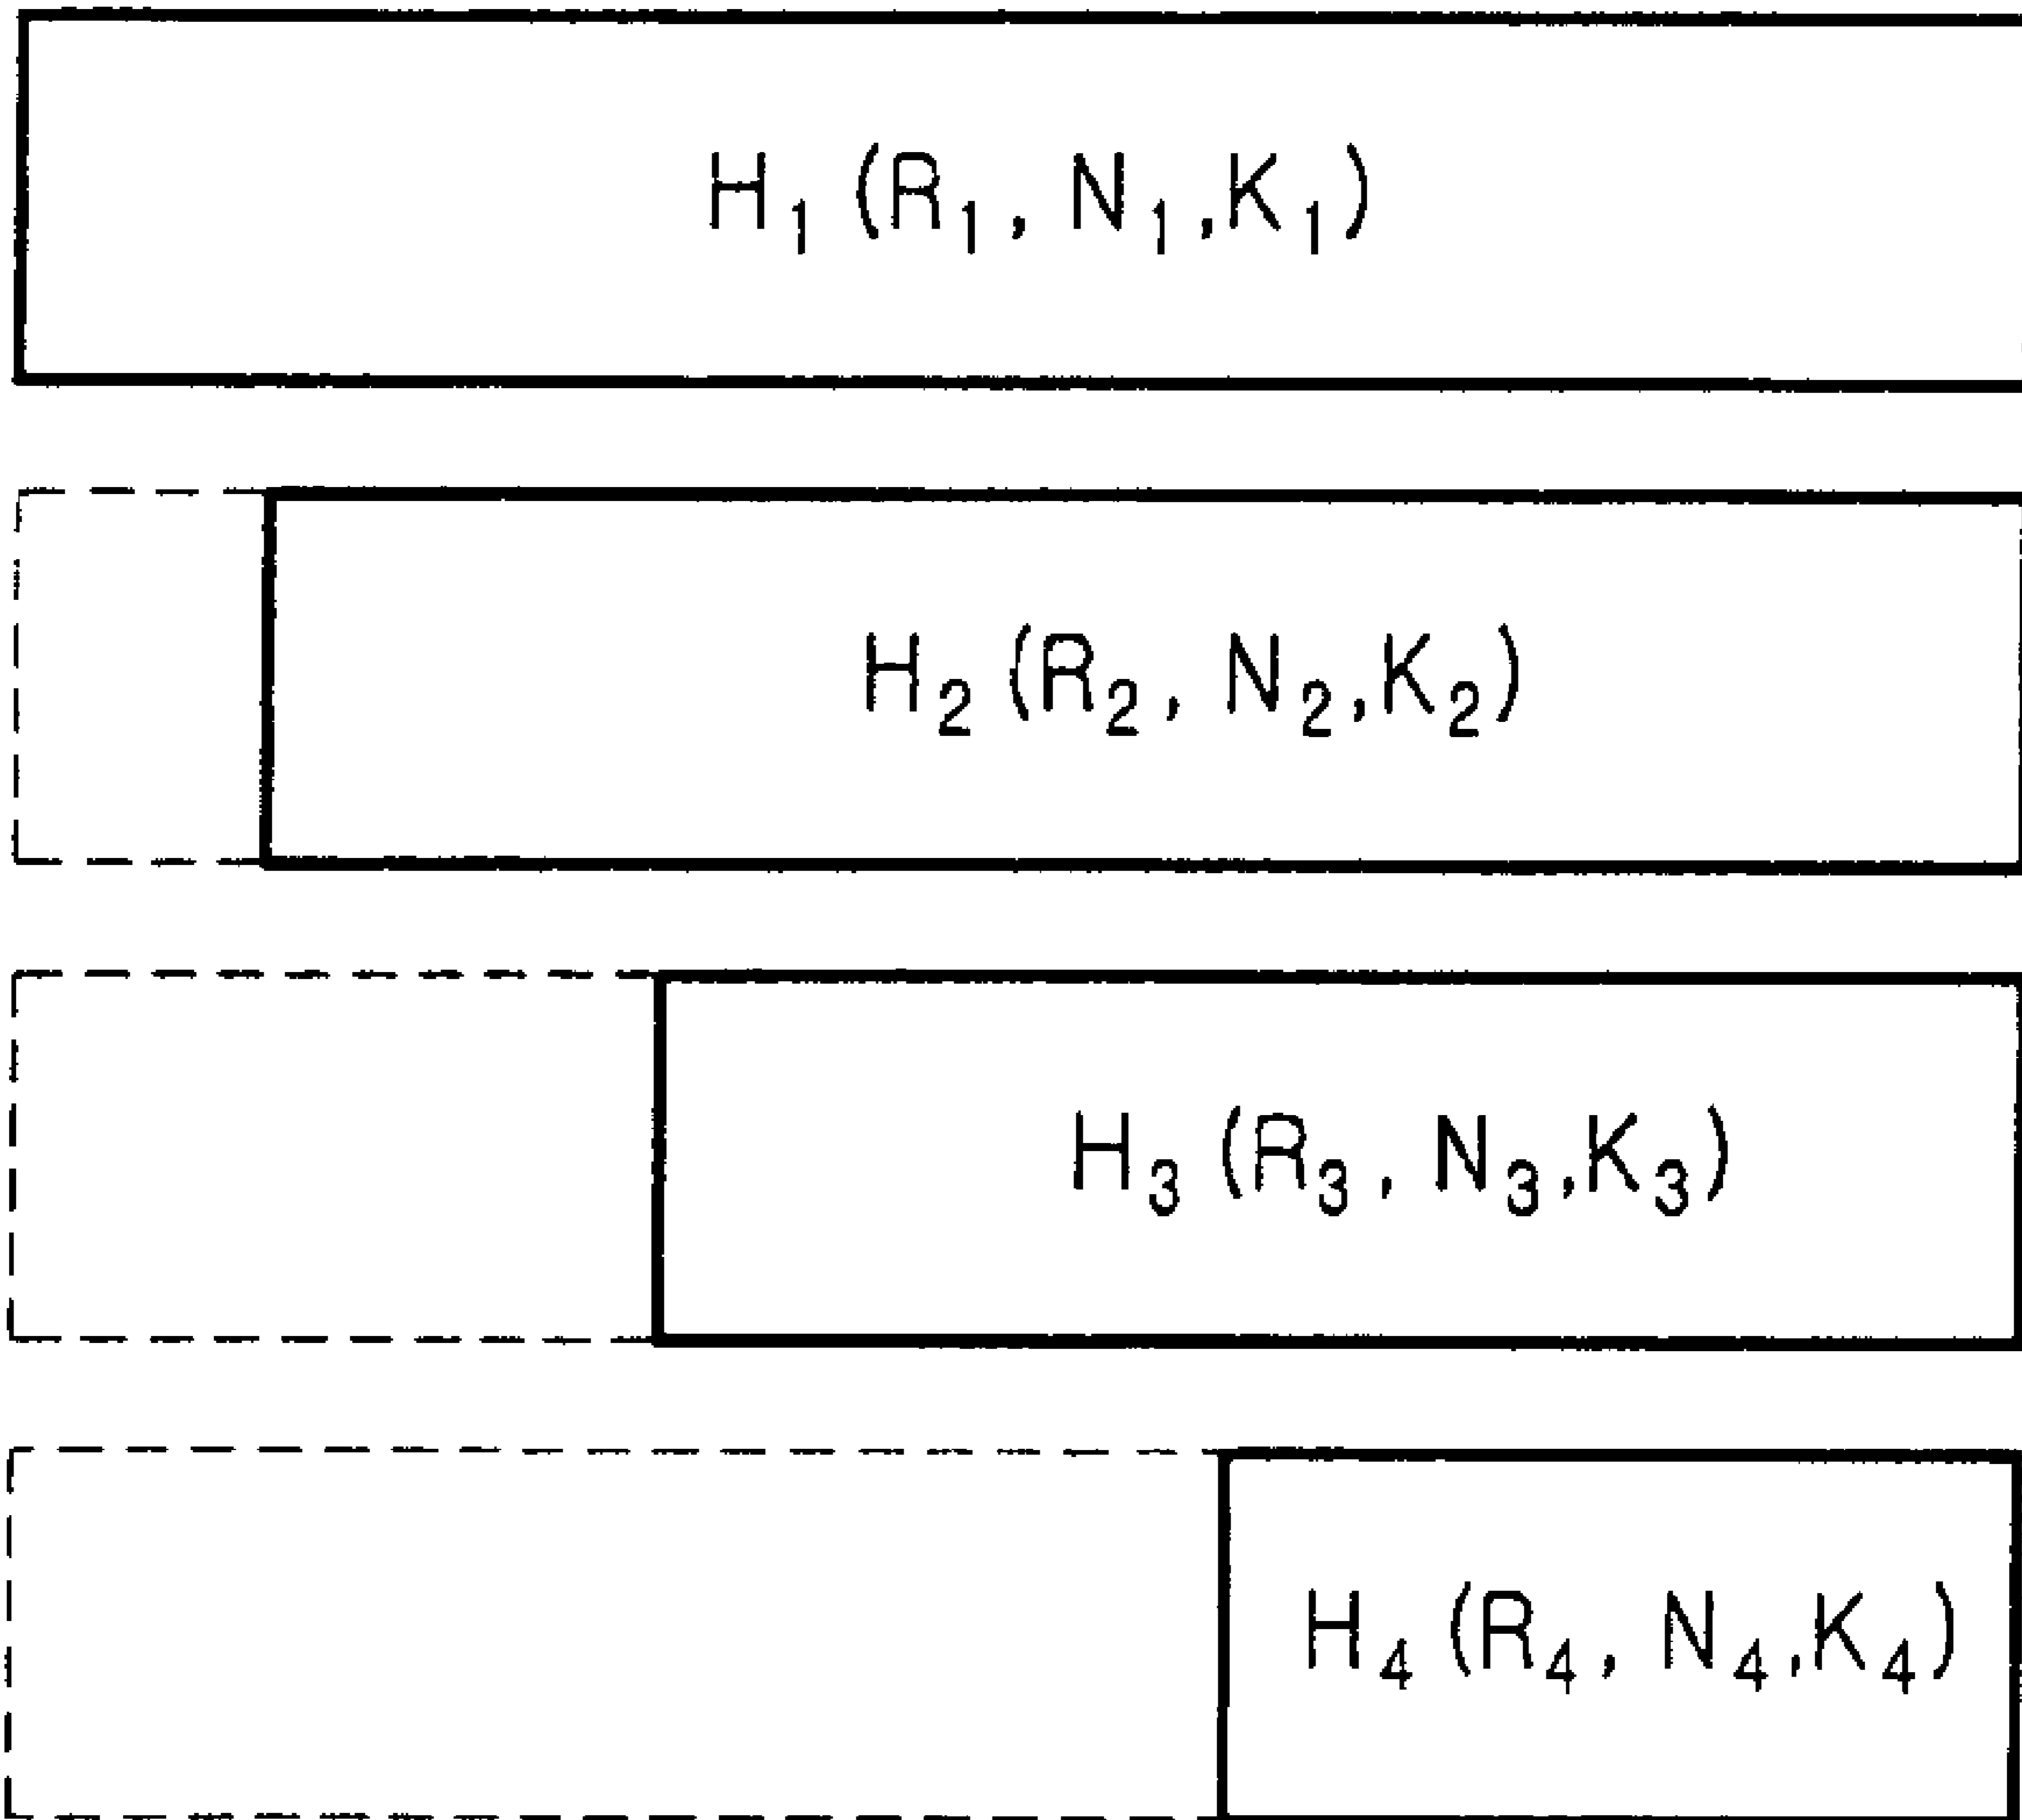 H₁ (R₁, N₁,K₁)
H₂ (R₂, N₂,K₂)
H₃ (R₃, N₃,K₃)
H₄ (R₄, N₄,K₄)